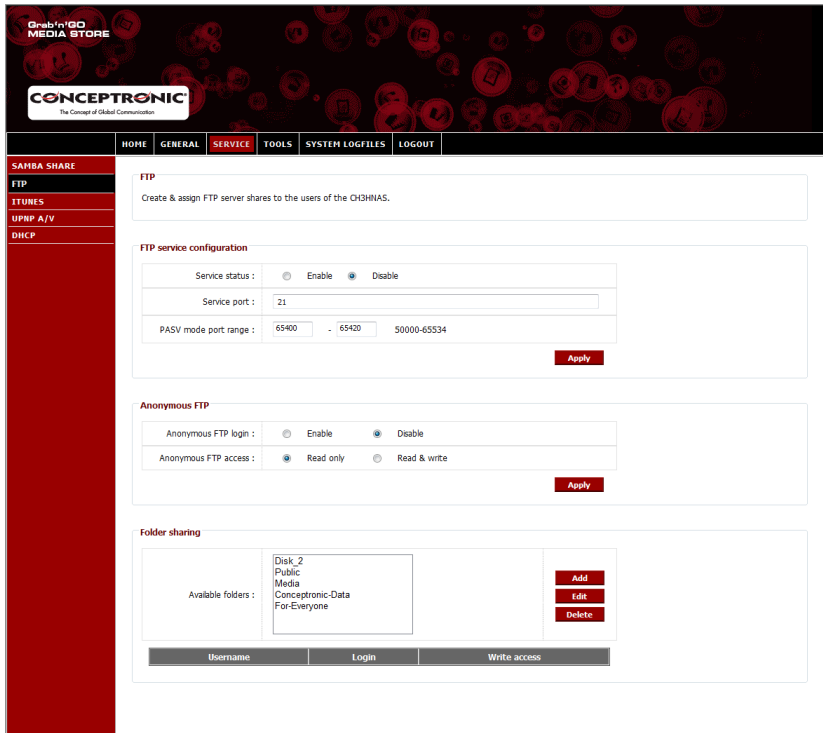 Grab'n'GO
MEDIA STORE
CONCEPTRONIC
The Concept of Global Communication
HOME GENERAL SERVICE TOOLS SYSTEM LOGFILES LOGOUT
SAMBA SHARE
FTP
ITUNES
UPNP A/V
DHCP
FTP
Create & assign FTP server shares to the users of the CH3HNAS.
FTP service configuration
Service status : Enable Disable
Service port : 21
PASV mode port range : 65400 - 65420 50000-65534
Apply
Anonymous FTP
Anonymous FTP login : Enable Disable
Anonymous FTP access : Read only Read & write
Apply
Folder sharing
Available folders :
Disk_2
Public
Media
Conceptronic-Data
For-Everyone
Add
Edit
Delete
Username Login Write access